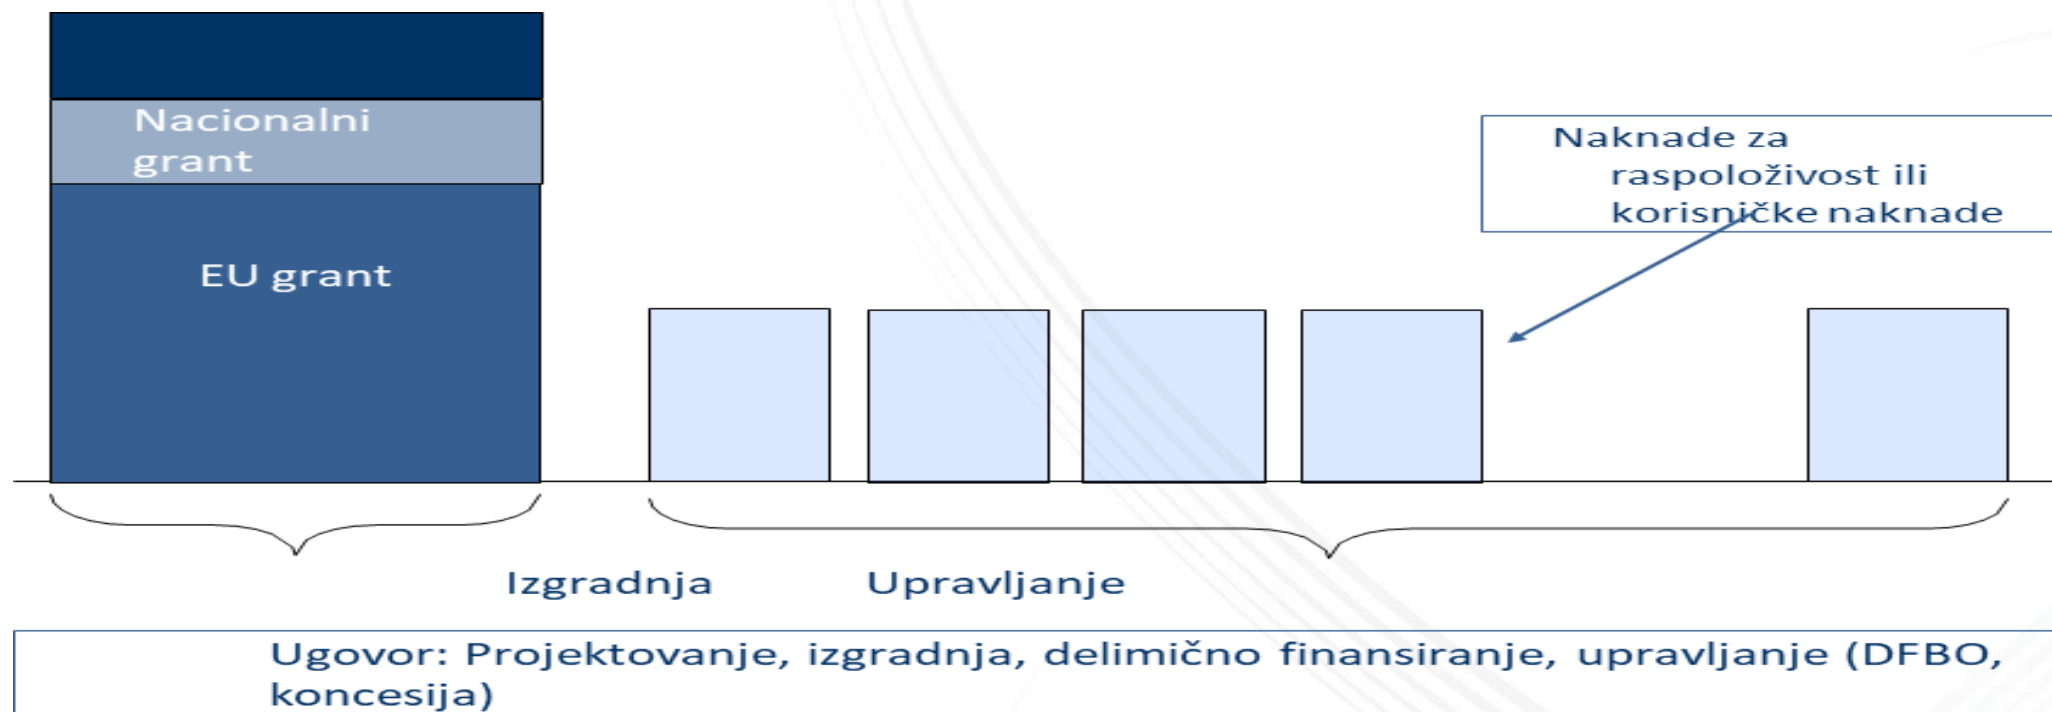 Nacionalni
grant
EU grant
Naknade za
raspoloživost ili
korisničke naknade
Izgradnja
Upravljanje
Ugovor: Projektovanje, izgradnja, delimično finansiranje, upravljanje (DFBO,
koncesija)